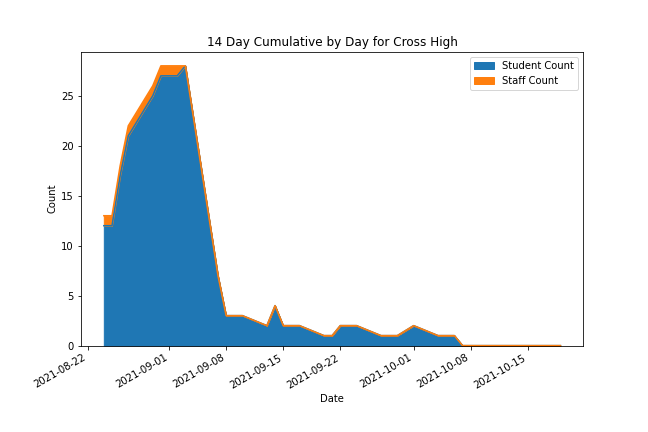 14 Day Cumulative by Day for Cross High
Student Count
Staff Count
25
20
15
10
5
0
Count
2021-08-22
2021-09-01
2021-09-08
2021-09-15
2021-09-22
2021-10-01
2021-10-08
2021-10-15
Date